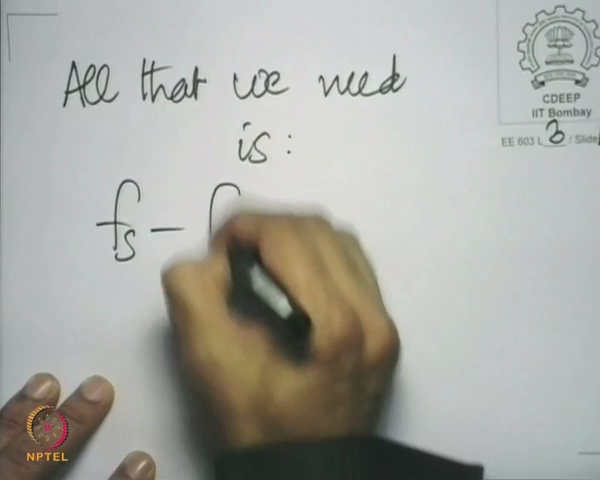 All that we need
is:
fs - f
CDEEP
IIT Bombay
EE 603 L 3 / Slide
NPTEL